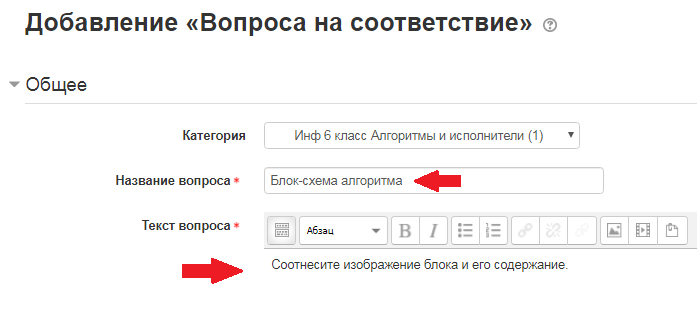 Добавление «Вопроса на соответствие»
Общее
Категория Инф 6 класс Алгоритмы и исполнители (1)
Название вопроса* Блок-схема алгоритма
Текст вопроса* Абзац B I
Соотнесите изображение блока и его содержание.